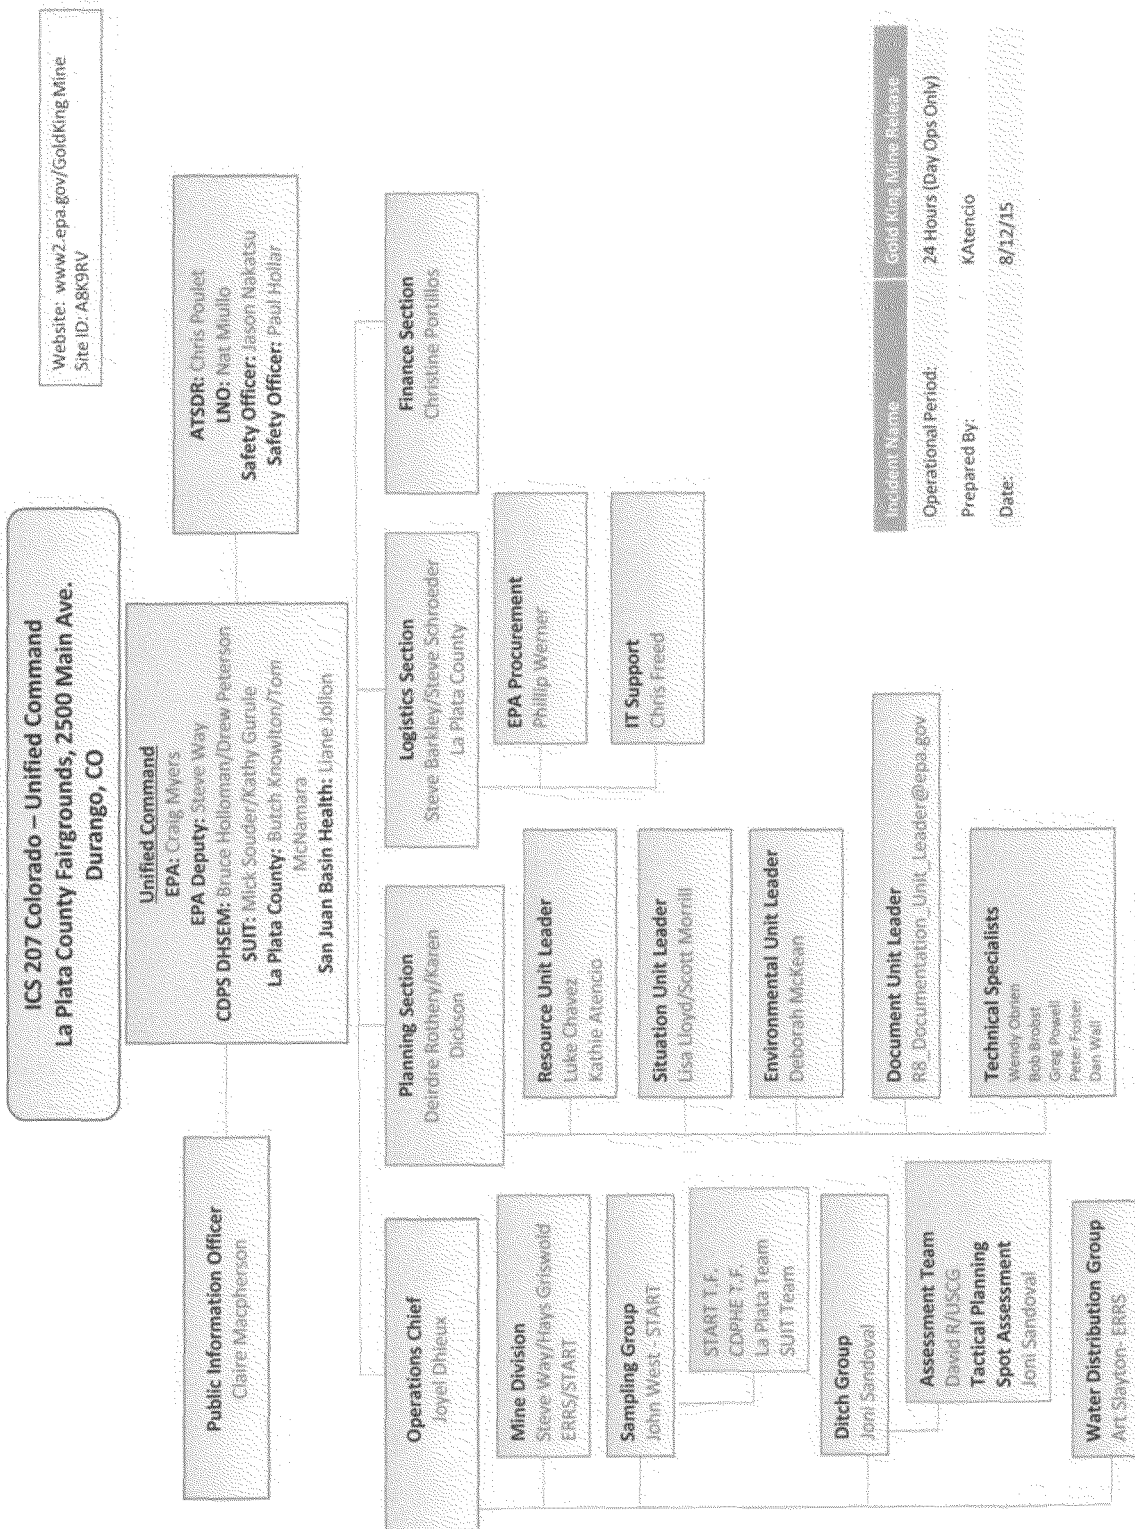 ICS 207 Colorado – Unified Command
La Plata County Fairgrounds, 2500 Main Ave.
Durango, CO
Website: www2.epa.gov/GoldKingMine
Site ID: A8K9RV
Unified Command
EPA: Craig Myers
EPA Deputy: Steve Way
CDPS DHSEM: Bruce Holloman/Drew Peterson
SUIT: Mick Souder/Kathy Gurule
La Plata County: Butch Knowlton/Tom
McNamara
San Juan Basin Health: Liane Jollon
Public Information Officer
Claire Macpherson
ATSDR: Chris Poulet
LNO: Nat Miullo
Safety Officer: Jason Nakatsu
Safety Officer: Paul Hollar
Operations Chief
Joyel Dhieux
Mine Division
Steve Way/Hays Griswold
ERRS/START
Sampling Group
John West- START
START T.F.
CDPHE T.F.
La Plata Team
SUIT Team
Ditch Group
Joni Sandoval
Assessment Team
David R/USCG
Tactical Planning
Spot Assessment
Joni Sandoval
Water Distribution Group
Art Slayton- ERRS
Planning Section
Deirdre Rothery/Karen
Dickson
Resource Unit Leader
Luke Chavez
Kathie Atencio
Situation Unit Leader
Lisa Lloyd/Scott Morrill
Environmental Unit Leader
Deborah McKean
Document Unit Leader
R8_Documentation_Unit_Leader@epa.gov
Technical Specialists
Wendy Obrien
Bob Brobst
Greg Powell
Peter Foster
Dan Wall
Logistics Section
Steve Barkley/Steve Schroeder
La Plata County
EPA Procurement
Phillip Werner
IT Support
Chris Freed
Finance Section
Christine Portillos
Incident Name Gold King Mine Release
Operational Period: 24 Hours (Day Ops Only)
Prepared By: KAtencio
Date: 8/12/15